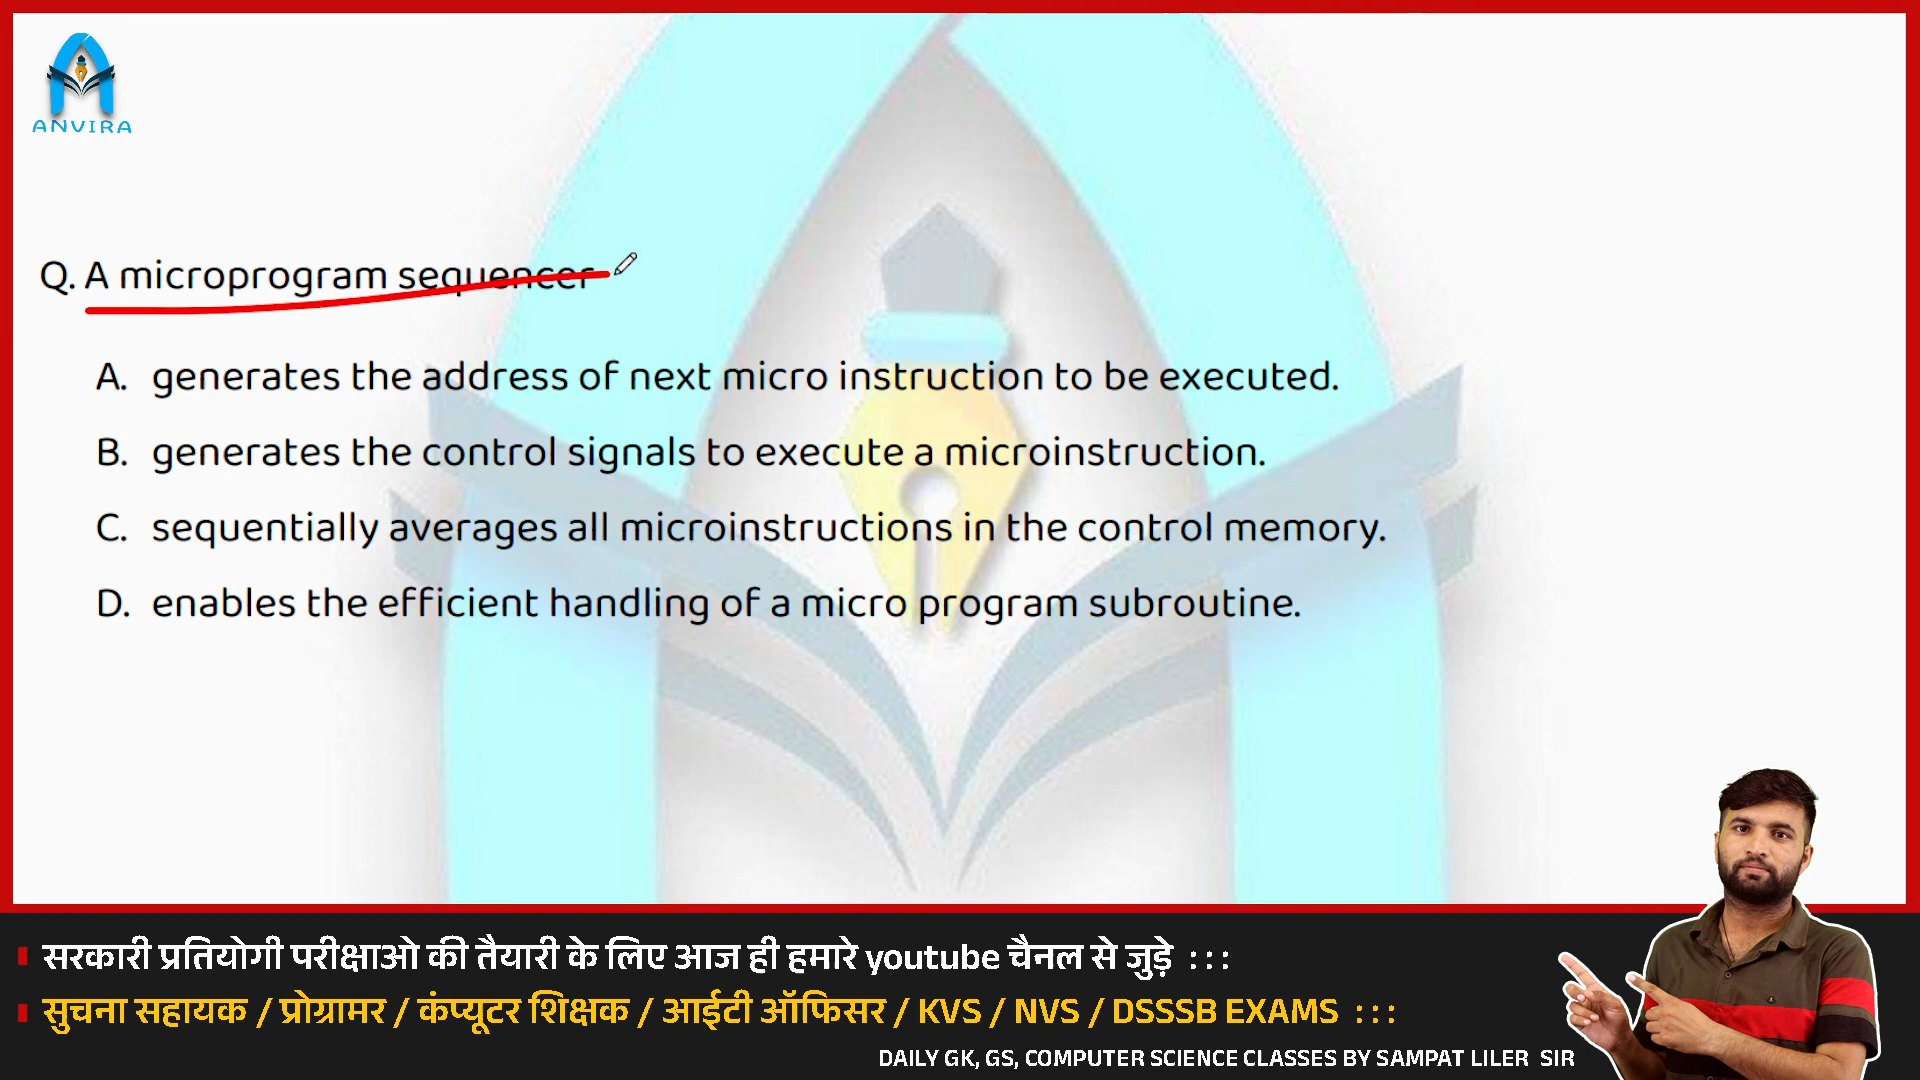 ANVIRA
Q. A microprogram sequencer
A. generates the address of next micro instruction to be executed.
B. generates the control signals to execute a microinstruction.
C. sequentially averages all microinstructions in the control memory.
D. enables the efficient handling of a micro program subroutine.
सरकारी प्रतियोगी परीक्षाओ की तैयारी के लिए आज ही हमारे youtube चैनल से जुड़े :::
सुचना सहायक / प्रोग्रामर / कंप्यूटर शिक्षक / आईटी ऑफिसर / KVS / NVS / DSSSB EXAMS :::
DAILY GK, GS, COMPUTER SCIENCE CLASSES BY SAMPAT LILER SIR